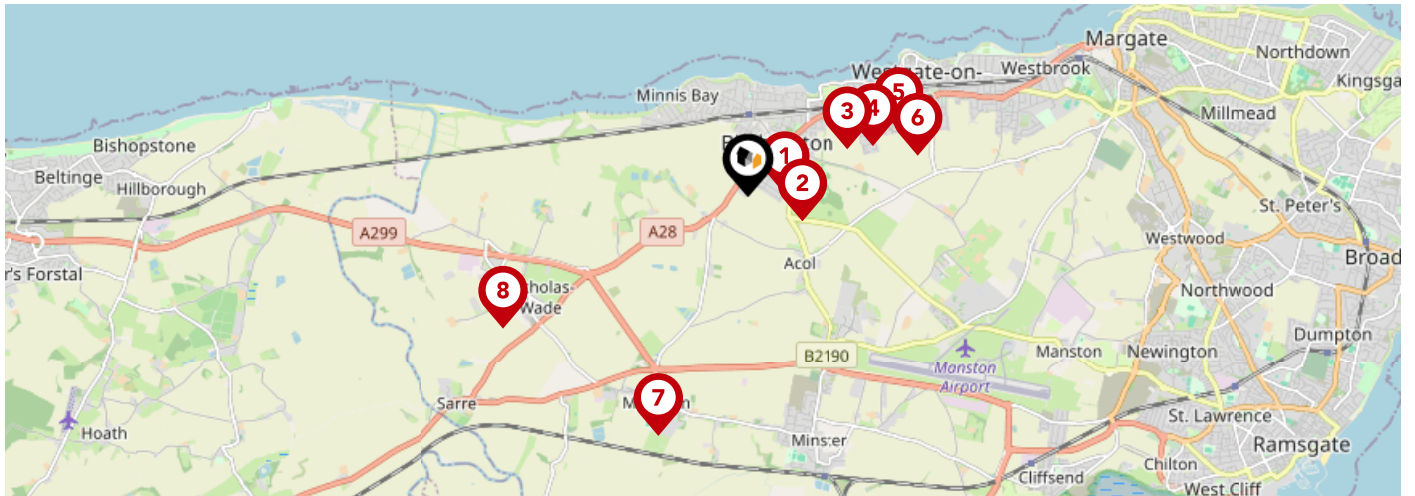 Margate
Northdown
Westgate-on-
Westbrook
Kingsga
Minnis Bay
5
3
4
6
Millmead
Bishopstone
1
Beltinge
Hillborough
2
St. Peter's
A299
A28
Westwood
Acol
Broad
r's Forstal
8
cholas-
Wade
Northwood
Dumpton
B2190
Manston
Airport
Manston
Newington
7
Sarre
St. Lawrence
Hoath
Minster
Ramsgate
Chilton
Cliffsend
West Cliff